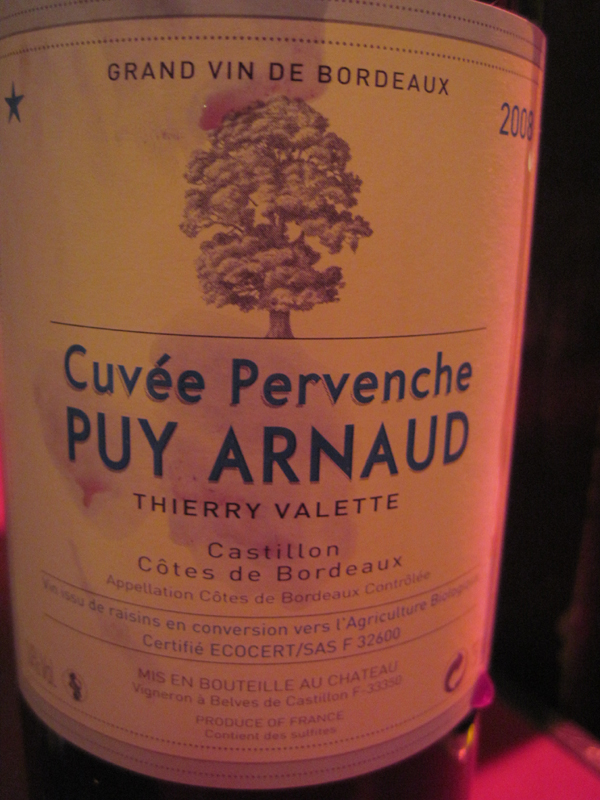 GRAND VIN DE BORDEAUX
2008
Cuvée Pervenche
PUY ARNAUD
THIERRY VALETTE
Castillon
Côtes de Bordeaux
Appellation Côtes de Bordeaux Contrôlée
Vin issu de raisins en conversion vers l'Agriculture Biologique
Certifié ECOCERT/SAS F 32600
MIS EN BOUTEILLE AU CHATEAU
Vigneron à Belves de Castillon F-33350
PRODUCE OF FRANCE
Contient des sulfites